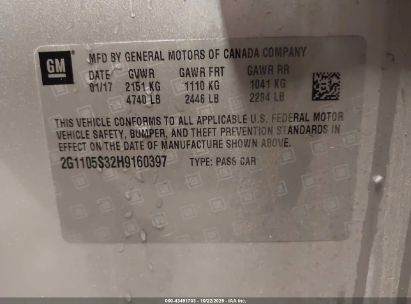 GM
MFD BY GENERAL MOTORS OF CANADA COMPANY
DATE GVWR GAWR FRT GAWR RR
01/17 2151 KG 1110 KG 1041 KG
4740 LB 2446 LB 2294 LB
THIS VEHICLE CONFORMS TO ALL APPLICABLE U.S. FEDERAL MOTOR
VEHICLE SAFETY, BUMPER, AND THEFT PREVENTION STANDARDS
IN EFFECT ON THE DATE OF MANUFACTURE SHOWN ABOVE.
2G1105S32H9160397 TYPE: PASS CAR